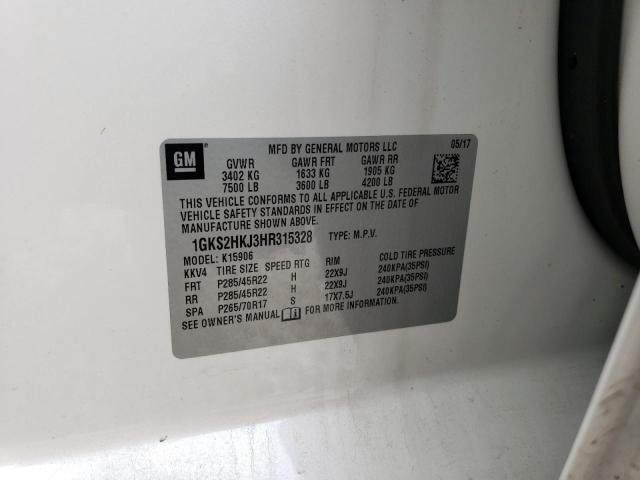 GM
MFD BY GENERAL MOTORS LLC 05/17
GVWR GAWR FRT GAWR RR
3402 KG 1633 KG 1905 KG
7500 LB 3600 LB 4200 LB
THIS VEHICLE CONFORMS TO ALL APPLICABLE U.S. FEDERAL MOTOR
VEHICLE SAFETY STANDARDS IN EFFECT ON THE DATE OF
MANUFACTURE SHOWN ABOVE.
1GKS2HKJ3HR315328 TYPE: M.P.V.
MODEL: K15906
KKV4 TIRE SIZE SPEED RTG RIM COLD TIRE PRESSURE
FRT P285/45R22 H 22X9J 240KPA(35PSI)
RR P285/45R22 H 22X9J 240KPA(35PSI)
SPA P265/70R17 S 17X7.5J 240KPA(35PSI)
SEE OWNER'S MANUAL FOR MORE INFORMATION.